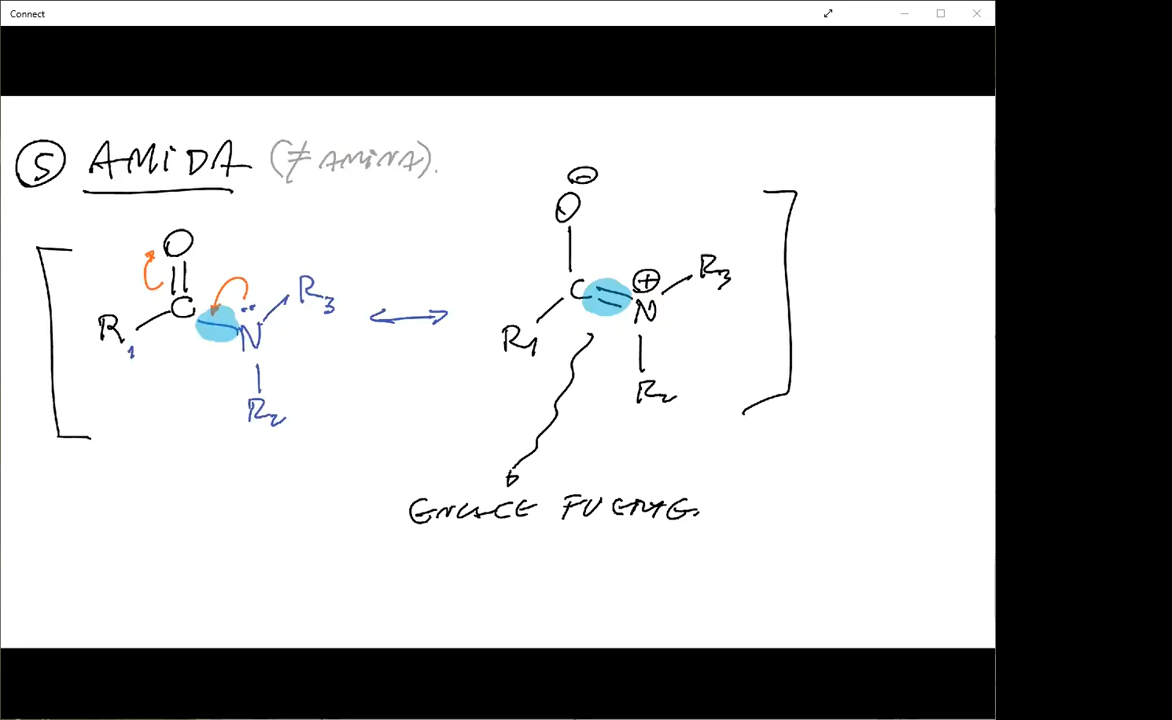 Connect
5 AMIDA (≠ AMINA).
O
C
R1
N
R3
R2
⊖
O
C
R1
⊕
N
R3
R2
ENLACE FUERTE.